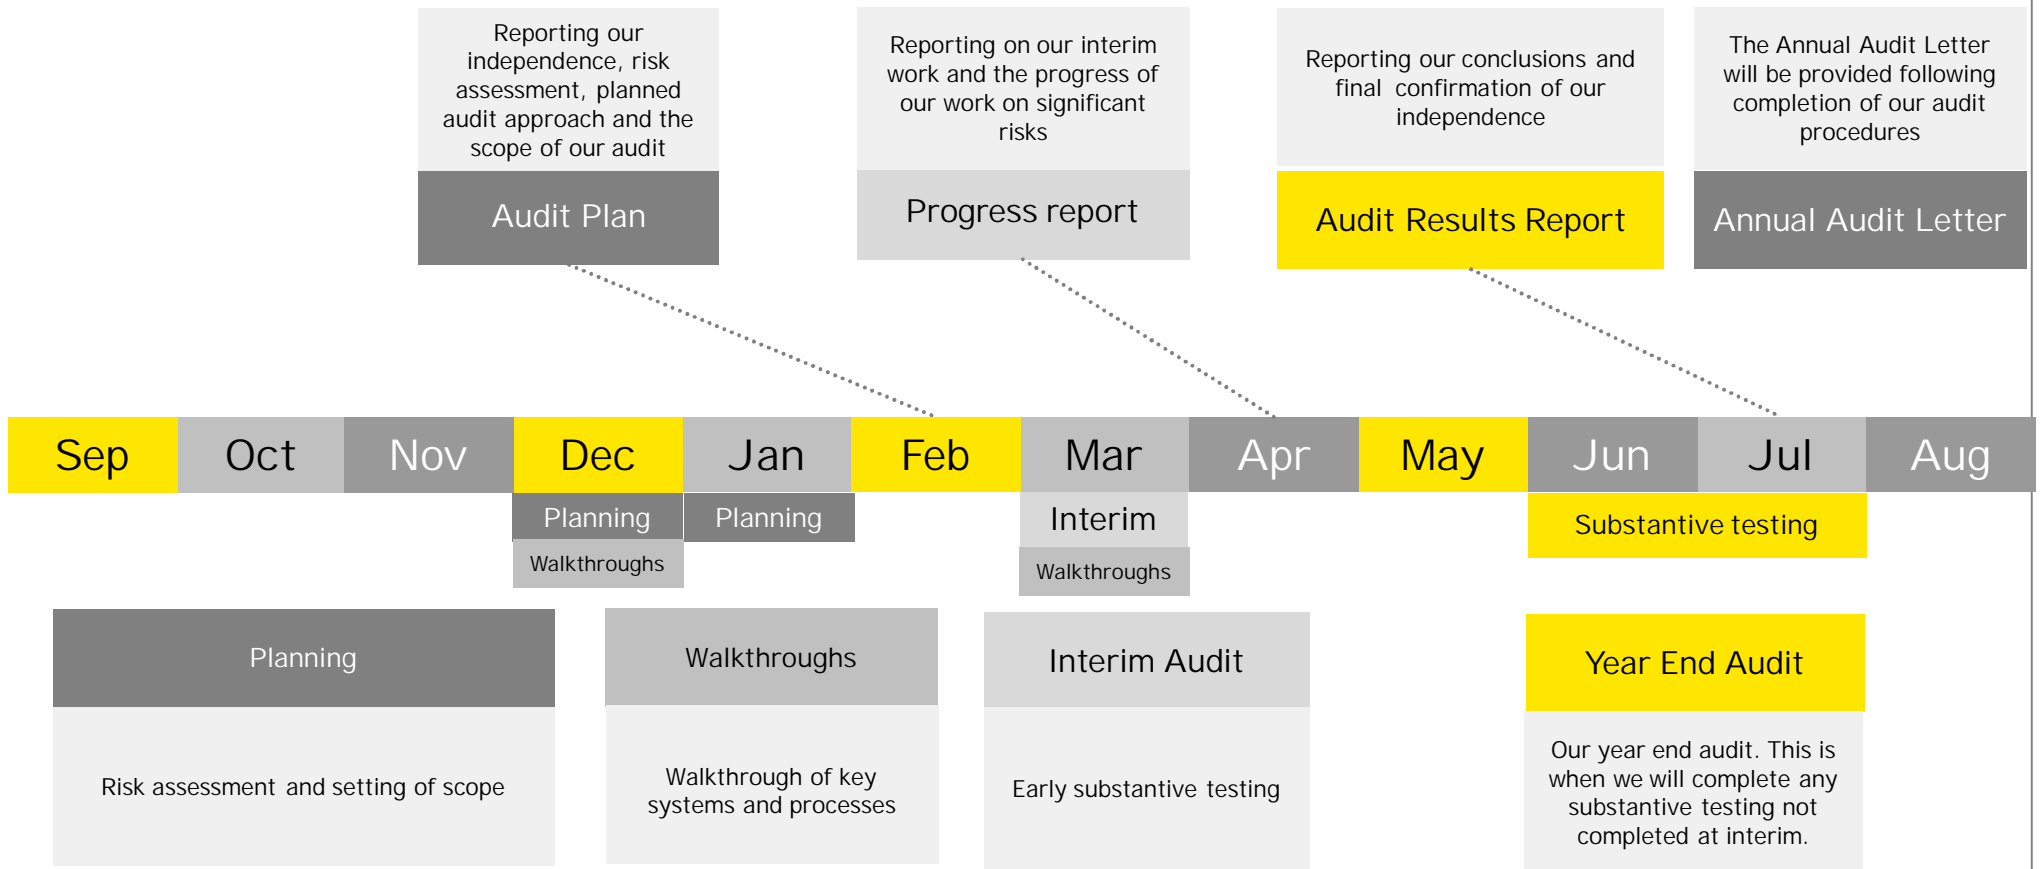 Reporting our
independence, risk
assessment, planned
audit approach and the
scope of our audit
Audit Plan
Reporting on our interim
work and the progress of
our work on significant
risks
Progress report
Reporting our conclusions and
final confirmation of our
independence
Audit Results Report
The Annual Audit Letter
will be provided following
completion of our audit
procedures
Annual Audit Letter
Sep Oct Nov Dec Jan Feb Mar Apr May Jun Jul Aug
Planning
Walkthroughs
Planning
Interim
Walkthroughs
Substantive testing
Planning
Risk assessment and setting of scope
Walkthroughs
Walkthrough of key
systems and processes
Interim Audit
Early substantive testing
Year End Audit
Our year end audit. This is
when we will complete any
substantive testing not
completed at interim.